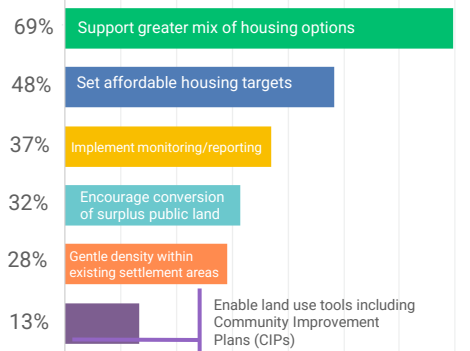 69%
Support greater mix of housing options
48%
Set affordable housing targets
37%
Implement monitoring/reporting
32%
Encourage conversion
of surplus public land
28%
Gentle density within
existing settlement areas
13%
Enable land use tools including
Community Improvement
Plans (CIPs)